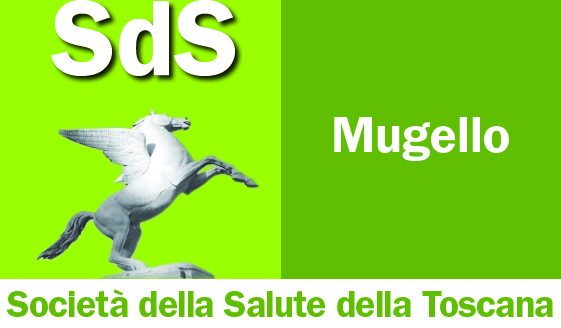 SdS
Mugello
Società della Salute della Toscana